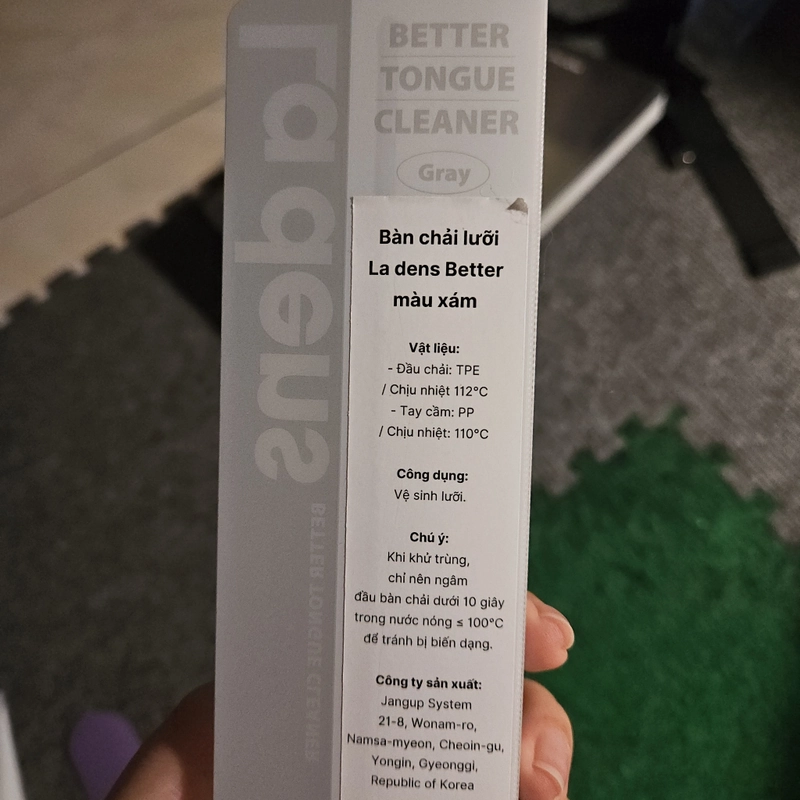 BETTER
TONGUE
CLEANER
Gray
Bàn chải lưỡi
La dens Better
màu xám
Vật liệu:
- Đầu chải: TPE
/ Chịu nhiệt 112°C
- Tay cầm: PP
/ Chịu nhiệt: 110°C
Công dụng:
Vệ sinh lưỡi.
Chú ý:
Khi khử trùng,
chỉ nên ngâm
đầu bàn chải dưới 10 giây
trong nước nóng ≤ 100°C
để tránh bị biến dạng.
Công ty sản xuất:
Jangup System
21-8, Wonam-ro,
Namsa-myeon, Cheoin-gu,
Yongin, Gyeonggi,
Republic of Korea
La dens
BETTER TONGUE CLEANER